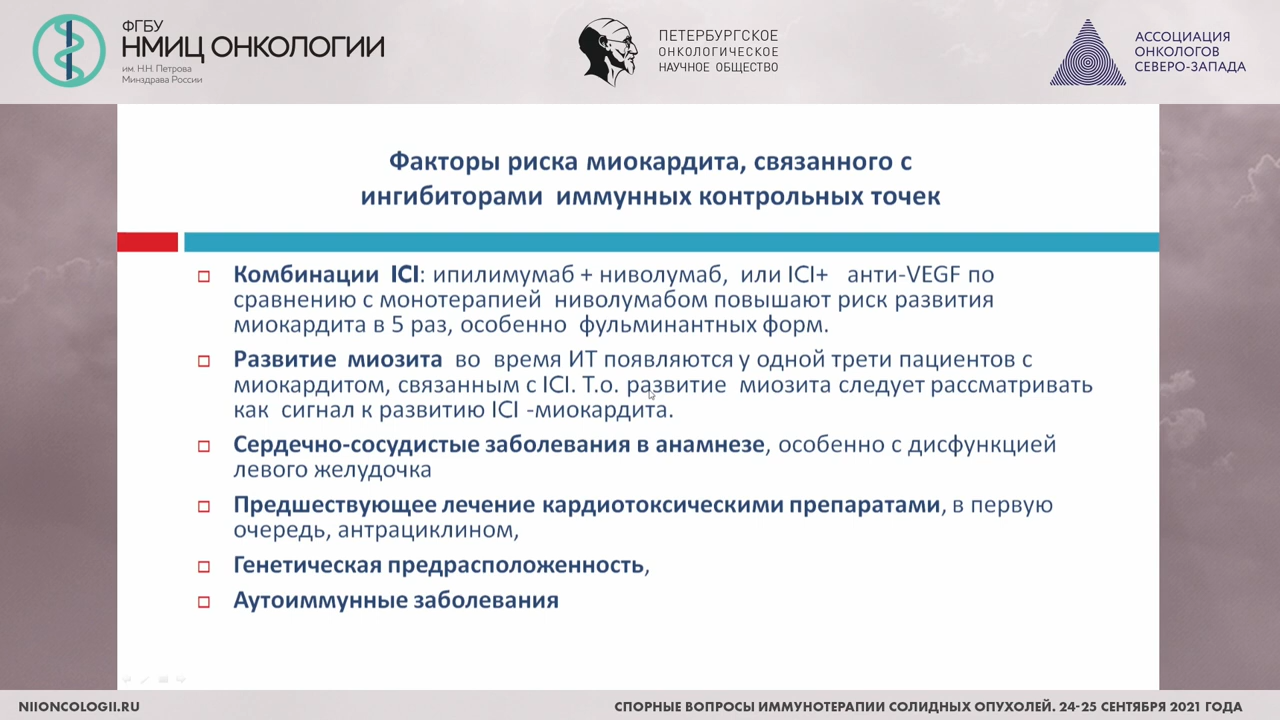 ФГБУ
НМИЦ ОНКОЛОГИИ
им. Н.Н. Петрова
Минздрава России
ПЕТЕРБУРГСКОЕ
ОНКОЛОГИЧЕСКОЕ
НАУЧНОЕ ОБЩЕСТВО
АССОЦИАЦИЯ
ОНКОЛОГОВ
СЕВЕРО-ЗАПАДА
Факторы риска миокардита, связанного с
ингибиторами иммунных контрольных точек
Комбинации ICI: ипилимумаб + ниволумаб, или ICI+ анти-VEGF по
сравнению с монотерапией ниволумабом повышают риск развития
миокардита в 5 раз, особенно фульминантных форм.
Развитие миозита во время ИТ появляются у одной трети пациентов с
миокардитом, связанным с ICI. Т.о. развитие миозита следует рассматривать
как сигнал к развитию ICI -миокардита.
Сердечно-сосудистые заболевания в анамнезе, особенно с дисфункцией
левого желудочка
Предшествующее лечение кардиотоксическими препаратами, в первую
очередь, антрациклином,
Генетическая предрасположенность,
Аутоиммунные заболевания
NIIONCOLOGII.RU
СПОРНЫЕ ВОПРОСЫ ИММУНОТЕРАПИИ СОЛИДНЫХ ОПУХОЛЕЙ. 24-25 СЕНТЯБРЯ 2021 ГОДА